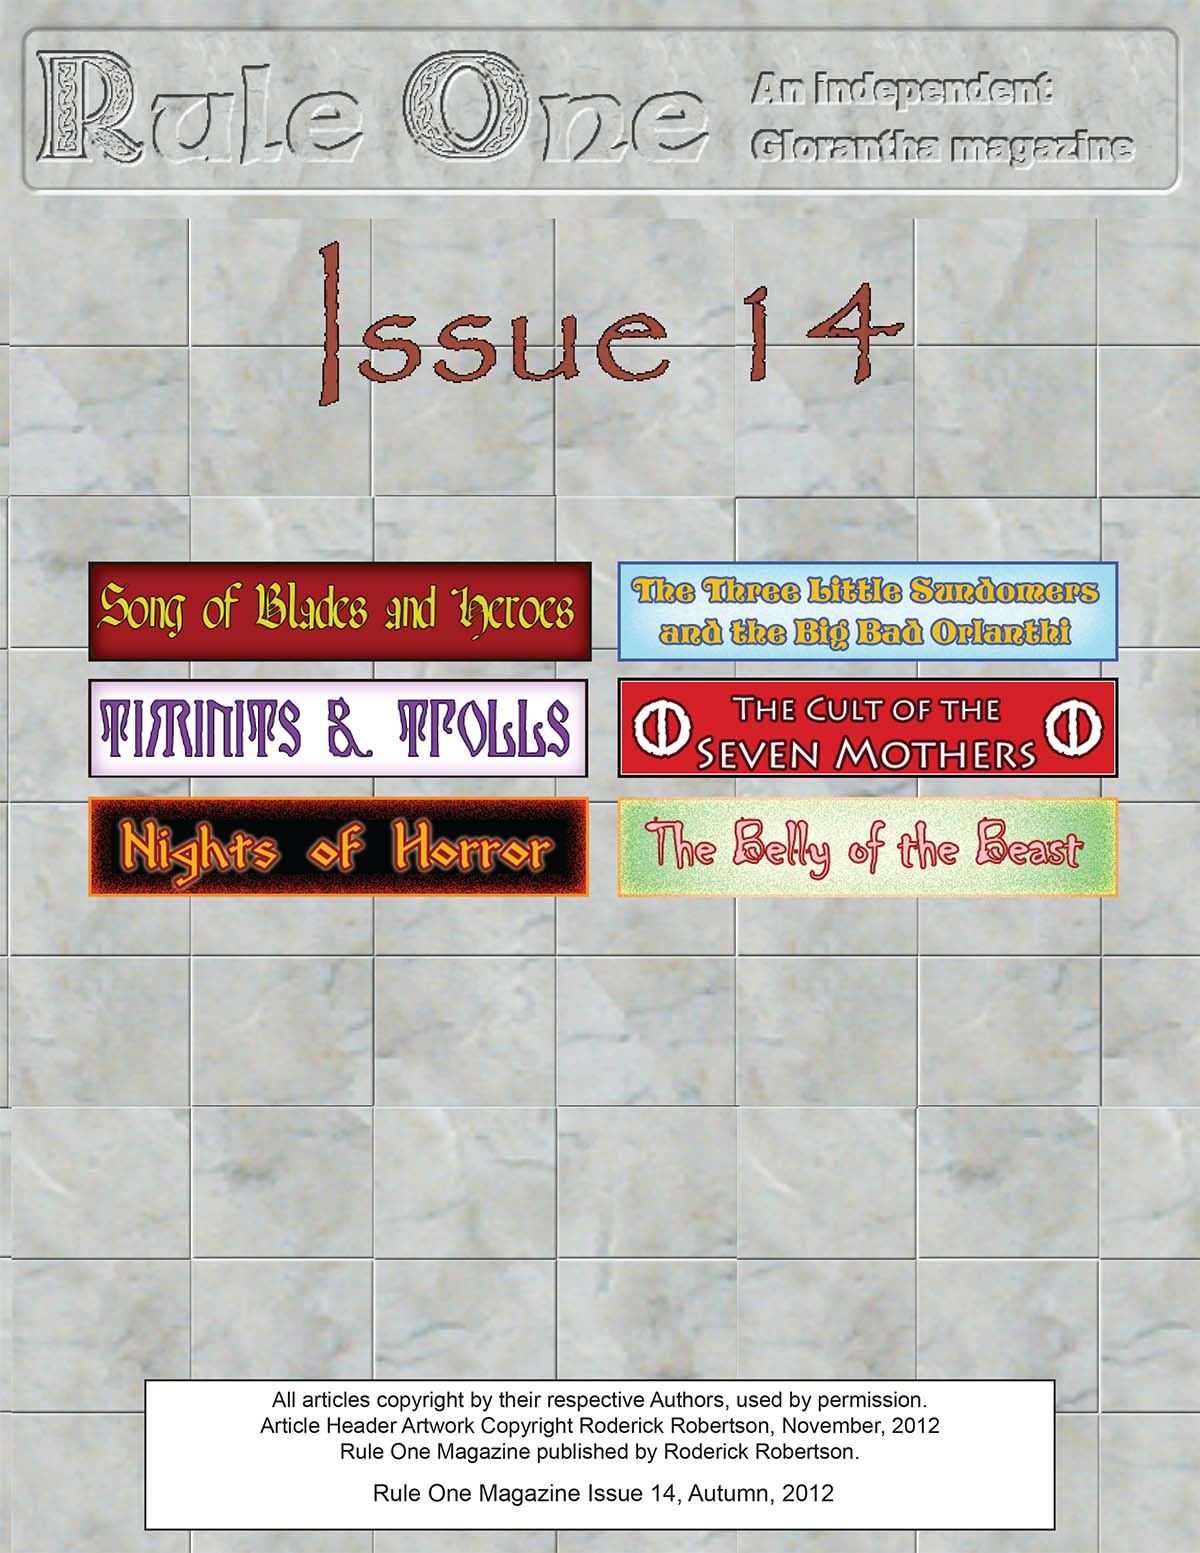 Rule One
An independent
Glorantha magazine
Issue 14
Song of Blades and Heroes
The Three Little Sundomers
and the Big Bad Orlanthi
TIMINITS & TROLLS
THE CULT OF THE
SEVEN MOTHERS
Nights of Horror
The Belly of the Beast
All articles copyright by their respective Authors, used by permission.
Article Header Artwork Copyright Roderick Robertson, November, 2012
Rule One Magazine published by Roderick Robertson.
Rule One Magazine Issue 14, Autumn, 2012